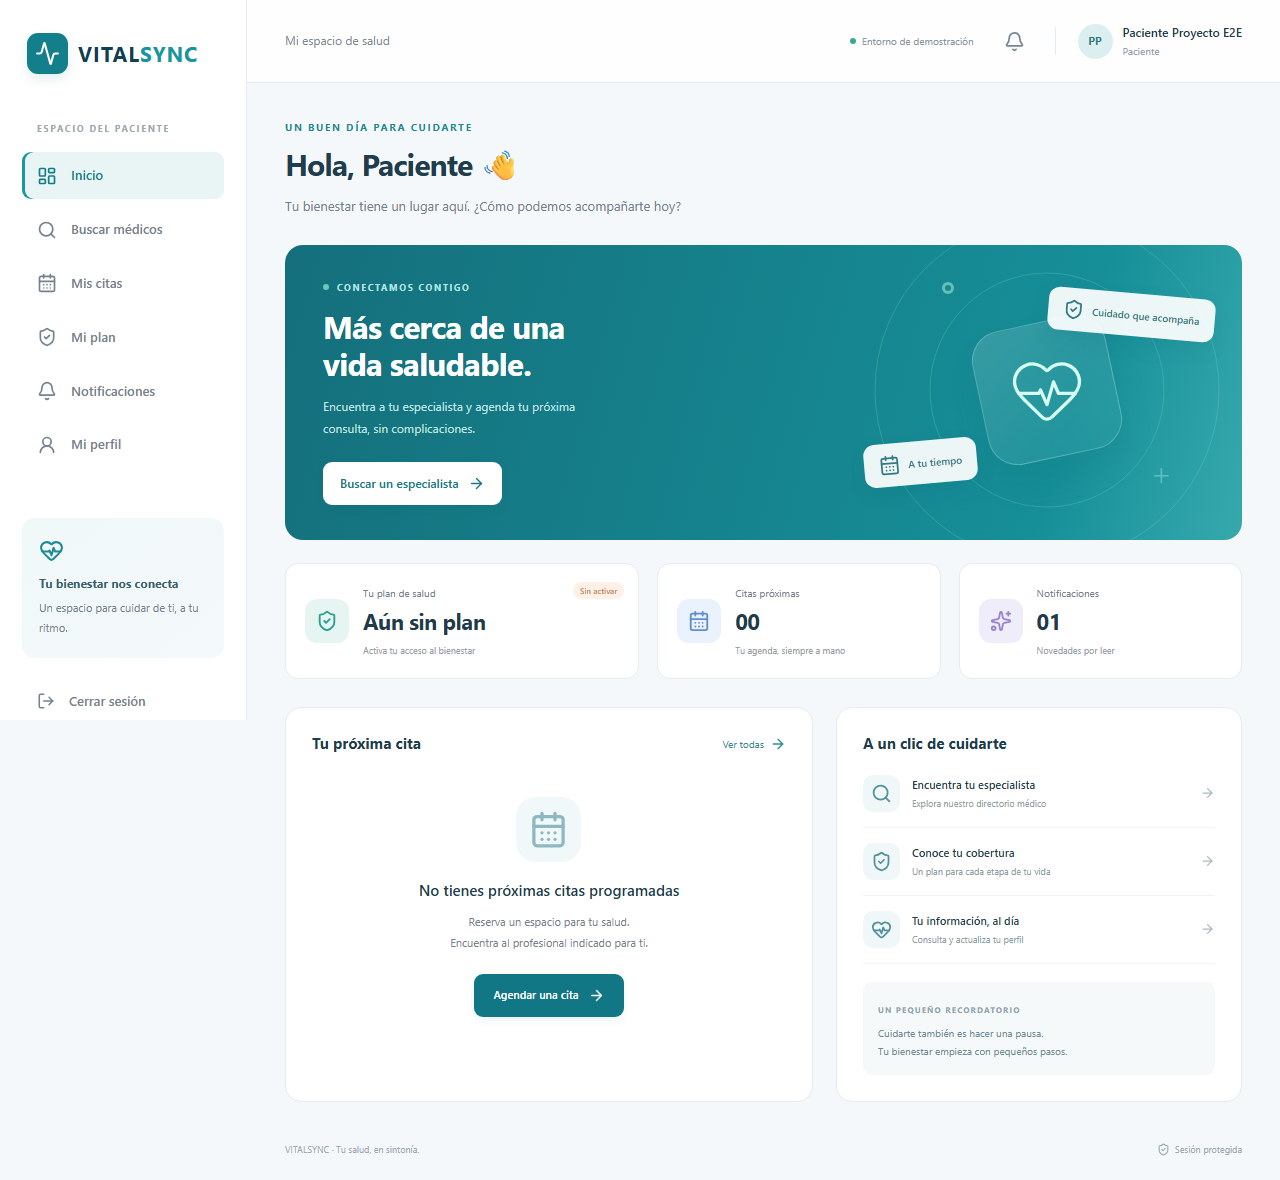 VITALSYNC
ESPACIO DEL PACIENTE
Inicio
Buscar médicos
Mis citas
Mi plan
Notificaciones
Mi perfil
Tu bienestar nos conecta
Un espacio para cuidar de ti, a tu
ritmo.
Cerrar sesión
Mi espacio de salud
Entorno de demostración
PP
Paciente Proyecto E2E
Paciente
UN BUEN DÍA PARA CUIDARTE
Hola, Paciente 👋
Tu bienestar tiene un lugar aquí. ¿Cómo podemos acompañarte hoy?
CONECTAMOS CONTIGO
Más cerca de una
vida saludable.
Encuentra a tu especialista y agenda tu próxima
consulta, sin complicaciones.
Buscar un especialista
Cuidado que acompaña
A tu tiempo
Tu plan de salud
Sin activar
Aún sin plan
Activa tu acceso al bienestar
Citas próximas
00
Tu agenda, siempre a mano
Notificaciones
01
Novedades por leer
Tu próxima cita
Ver todas
No tienes próximas citas programadas
Reserva un espacio para tu salud.
Encuentra al profesional indicado para ti.
Agendar una cita
A un clic de cuidarte
Encuentra tu especialista
Explora nuestro directorio médico
Conoce tu cobertura
Un plan para cada etapa de tu vida
Tu información, al día
Consulta y actualiza tu perfil
UN PEQUEÑO RECORDATORIO
Cuidarte también es hacer una pausa.
Tu bienestar empieza con pequeños pasos.
VITALSYNC · Tu salud, en sintonía.
Sesión protegida